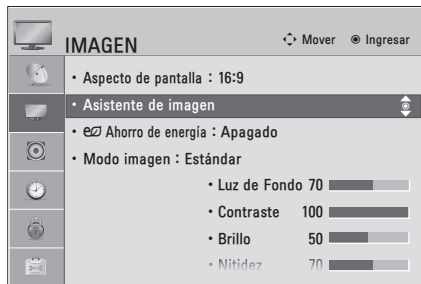 IMAGEN
Mover
Ingresar
• Aspecto de pantalla : 16:9
• Asistente de imagen
• Ahorro de energía : Apagado
• Modo imagen : Estándar
• Luz de Fondo 70
• Contraste 100
• Brillo 50
• Nitidez 70